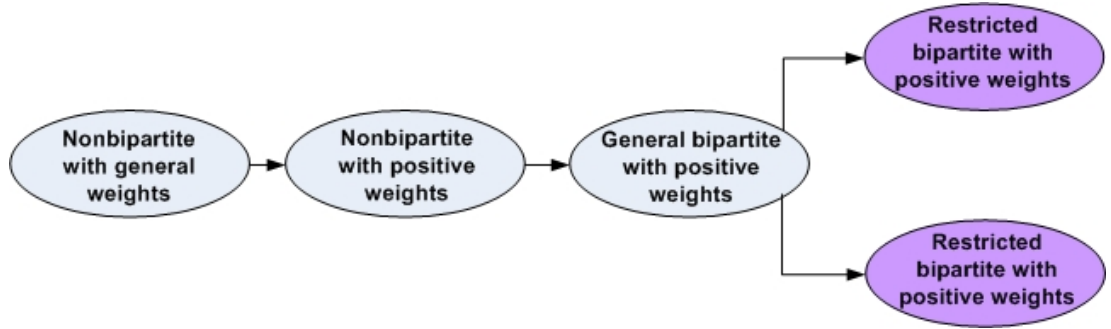 Nonbipartite
with general
weights
Nonbipartite
with positive
weights
General bipartite
with positive
weights
Restricted
bipartite with
positive weights
Restricted
bipartite with
positive weights